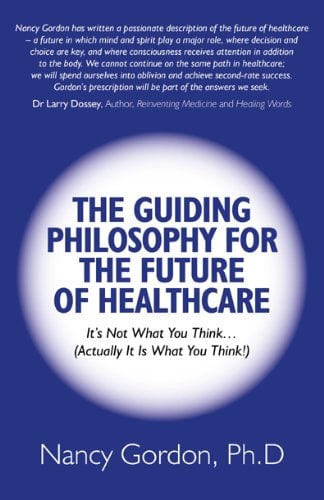 Nancy Gordon has written a passionate description of the future of healthcare
– a future in which mind and spirit play a major role, where decision and
choice are key, and where consciousness receives attention in addition
to the body. We cannot continue on the same path in healthcare;
we will spend ourselves into oblivion and achieve second-rate success.
Gordon's prescription will be part of the answers we seek.
Dr Larry Dossey, Author, Reinventing Medicine and Healing Words
THE GUIDING
PHILOSOPHY FOR
THE FUTURE
OF HEALTHCARE
It's Not What You Think…
(Actually It Is What You Think!)
Nancy Gordon, Ph.D